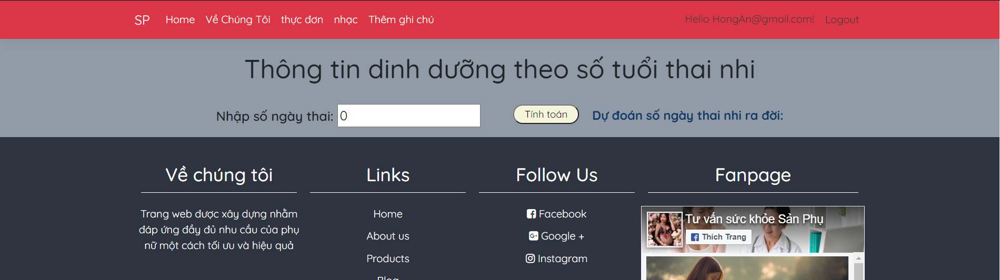 SP Home Về Chúng Tôi thực đơn nhạc Thêm ghi chú Hello HongAn@gmail.com! Logout
Thông tin dinh dưỡng theo số tuổi thai nhi
Nhập số ngày thai: 0 Tính toán Dự đoán số ngày thai nhi ra đời:
Về chúng tôi
Trang web được xây dựng nhằm
đáp ứng đầy đủ nhu cầu của phụ
nữ một cách tối ưu và hiệu quả
Links
Home
About us
Products
Blog
Follow Us
Facebook
Google +
Instagram
Fanpage
Tư vấn sức khỏe Sản Phụ
Thích Trang